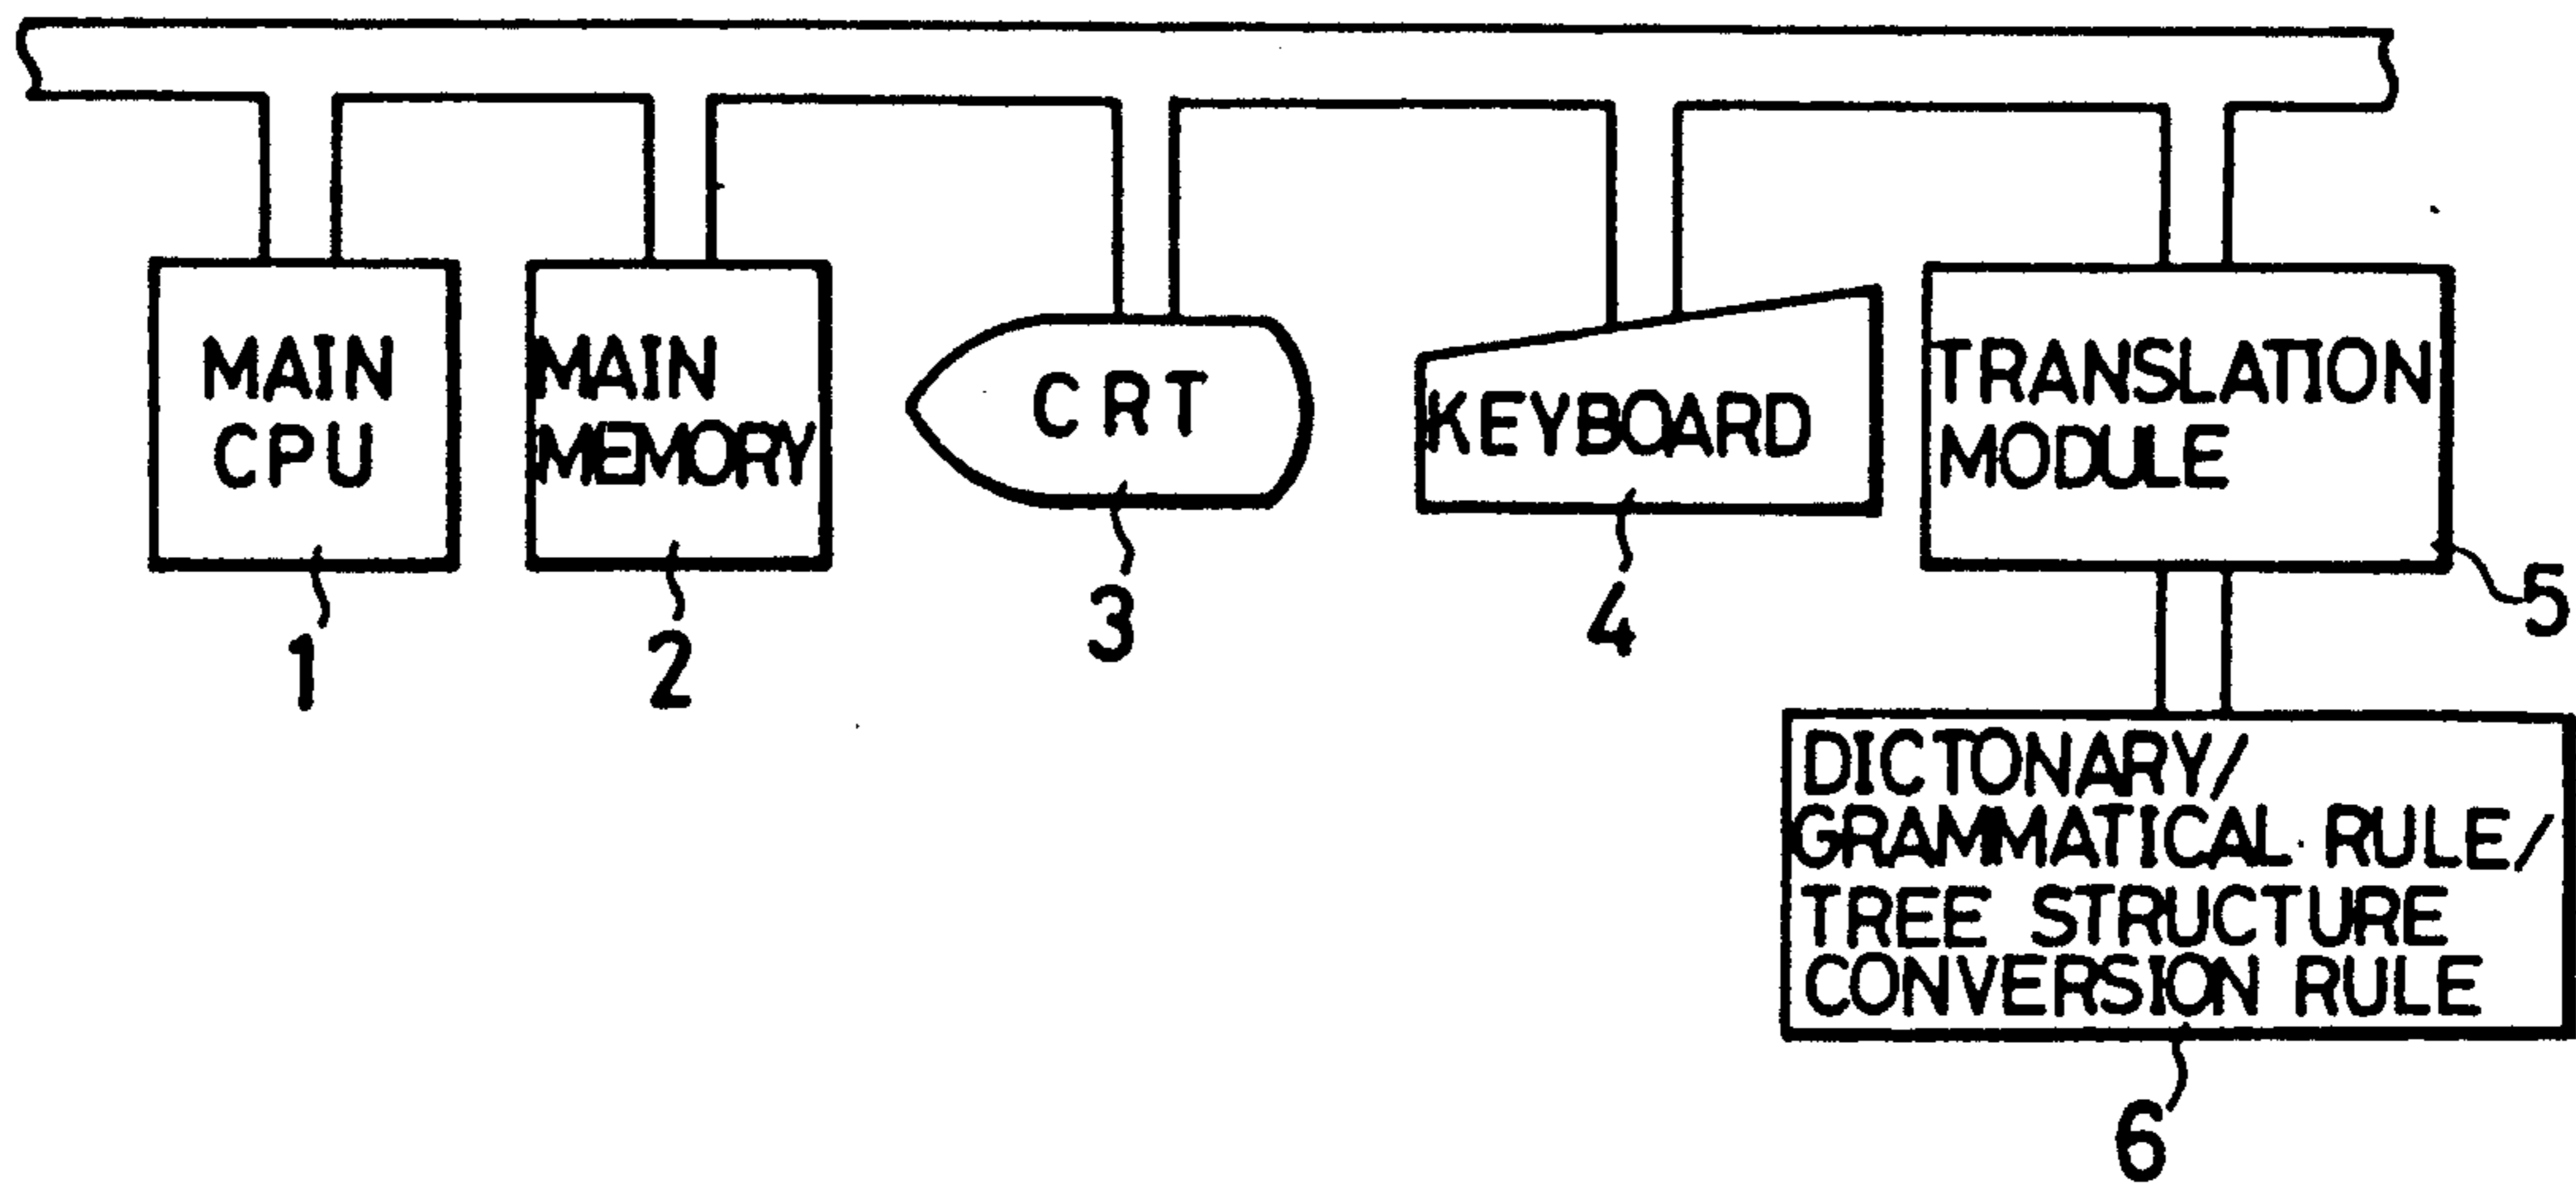 MAIN
CPU
MAIN
MEMORY
CRT
KEYBOARD
TRANSLATION
MODULE
1
2
3
4
5
DICTONARY/
GRAMMATICAL RULE/
TREE STRUCTURE
CONVERSION RULE
6